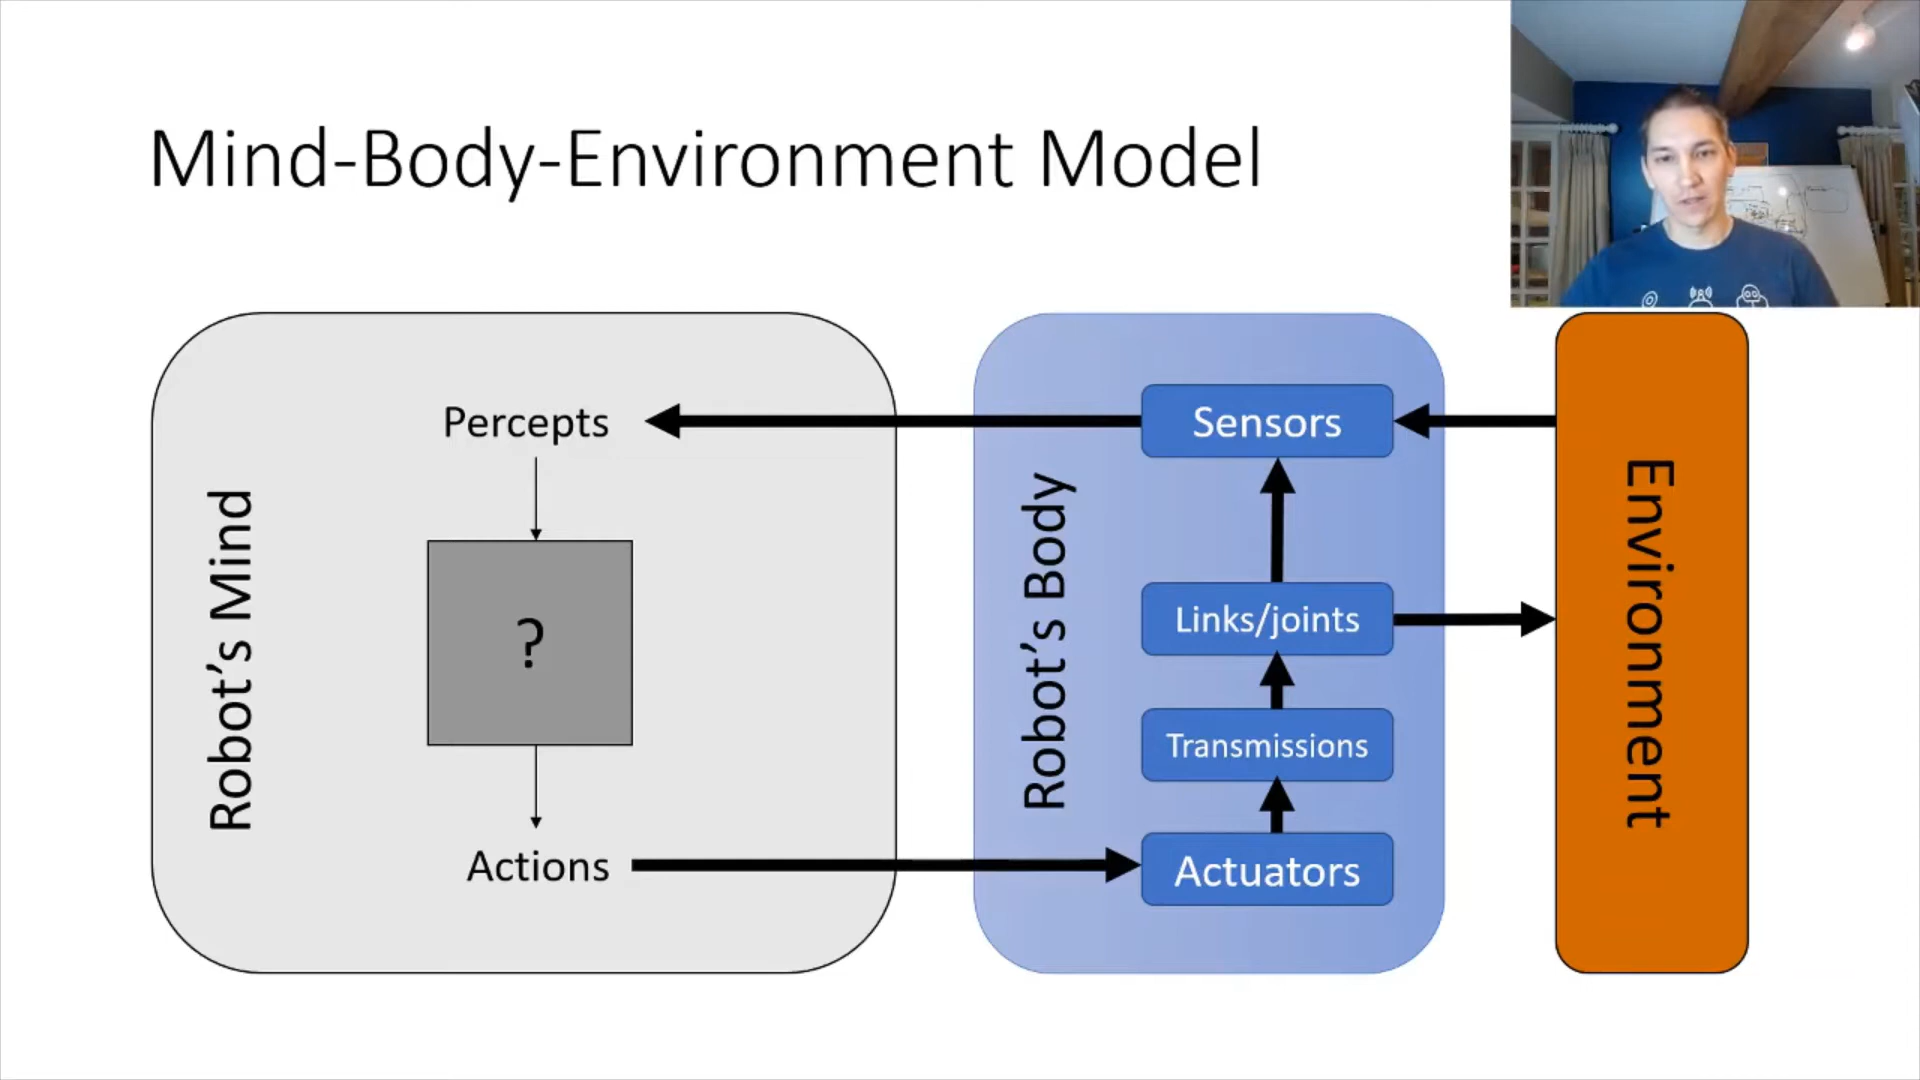 Mind-Body-Environment Model
Robot's Mind
Percepts
?
Actions
Robot's Body
Sensors
Links/joints
Transmissions
Actuators
Environment